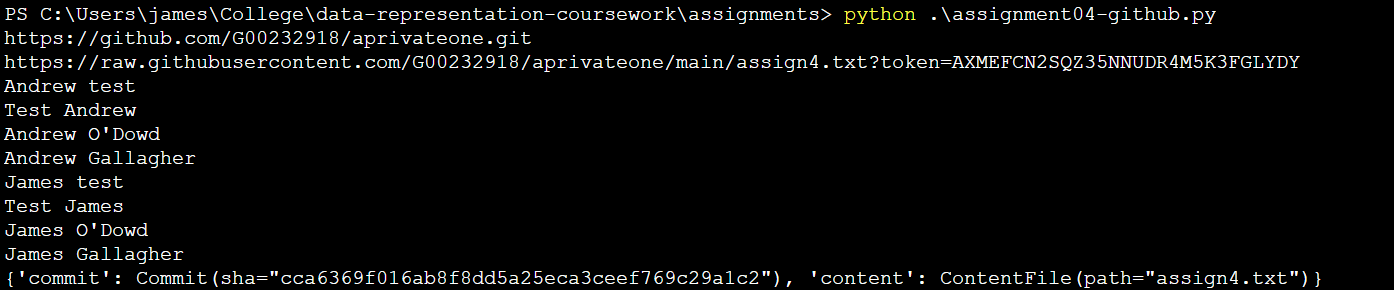 PS C:\Users\james\College\data-representation-coursework\assignments> python .\assignment04-github.py
https://github.com/G00232918/aprivateone.git
https://raw.githubusercontent.com/G00232918/aprivateone/main/assign4.txt?token=AXMEFCN2SQZ35NNUDR4M5K3FGLYDY
Andrew test
Test Andrew
Andrew O'Dowd
Andrew Gallagher
James test
Test James
James O'Dowd
James Gallagher
{'commit': Commit(sha="cca6369f016ab8f8dd5a25eca3ceef769c29a1c2"), 'content': ContentFile(path="assign4.txt")}